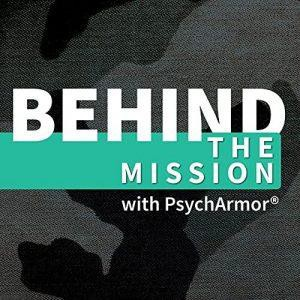 BEHIND
THE
MISSION
with PsychArmor®